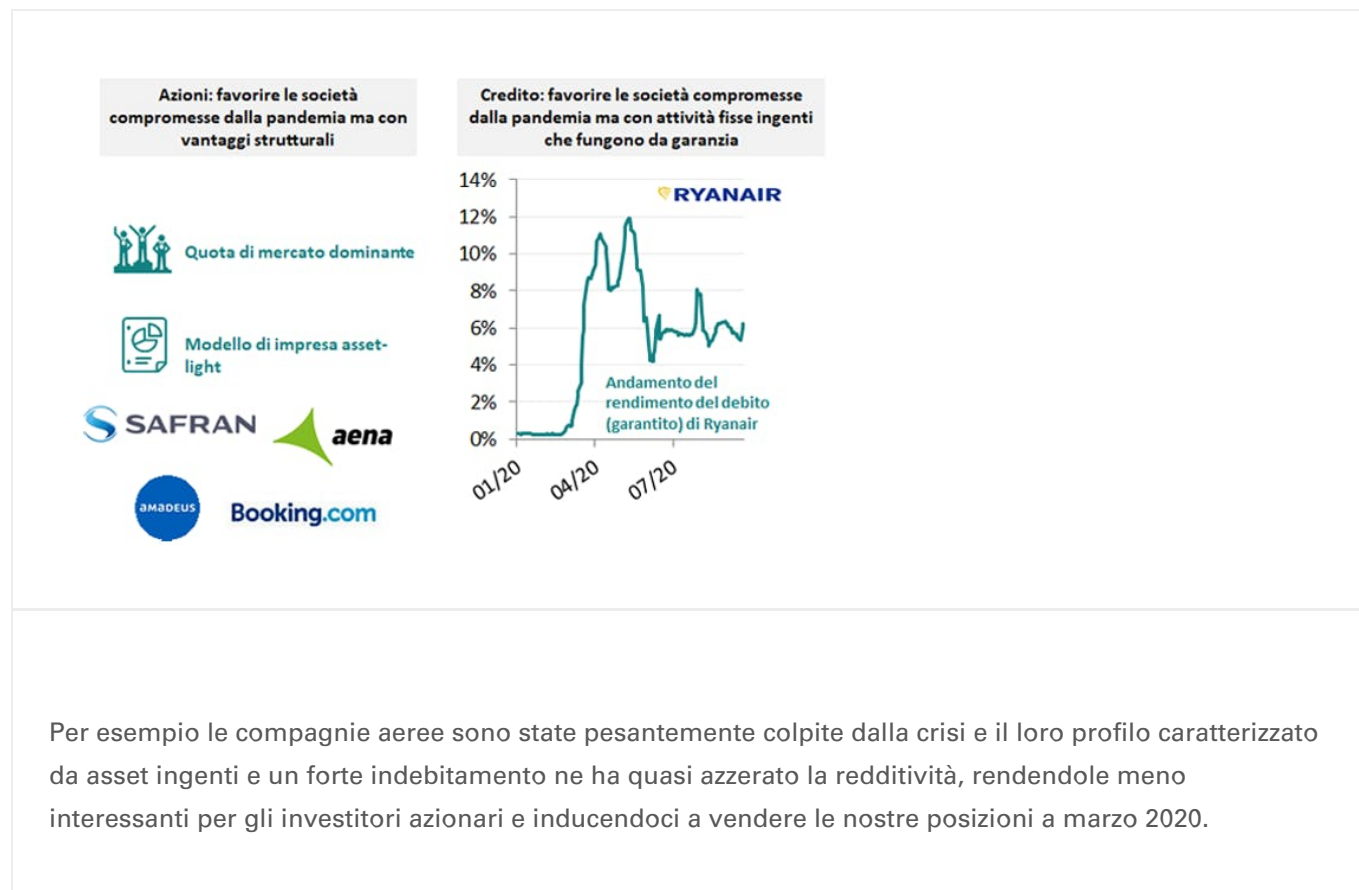 Azioni: favorire le società
compromesse dalla pandemia ma con
vantaggi strutturali
Quota di mercato dominante
Modello di impresa asset-
light
SAFRAN
aena
amadeus
Booking.com
Credito: favorire le società compromesse
dalla pandemia ma con attività fisse ingenti
che fungono da garanzia
14%
RYANAIR
12%
10%
8%
6%
4%
2%
0%
Andamento del
rendimento del debito
(garantito) di Ryanair
01/20
04/20
07/20
Per esempio le compagnie aeree sono state pesantemente colpite dalla crisi e il loro profilo caratterizzato
da asset ingenti e un forte indebitamento ne ha quasi azzerato la redditività, rendendole meno
interessanti per gli investitori azionari e inducendoci a vendere le nostre posizioni a marzo 2020.